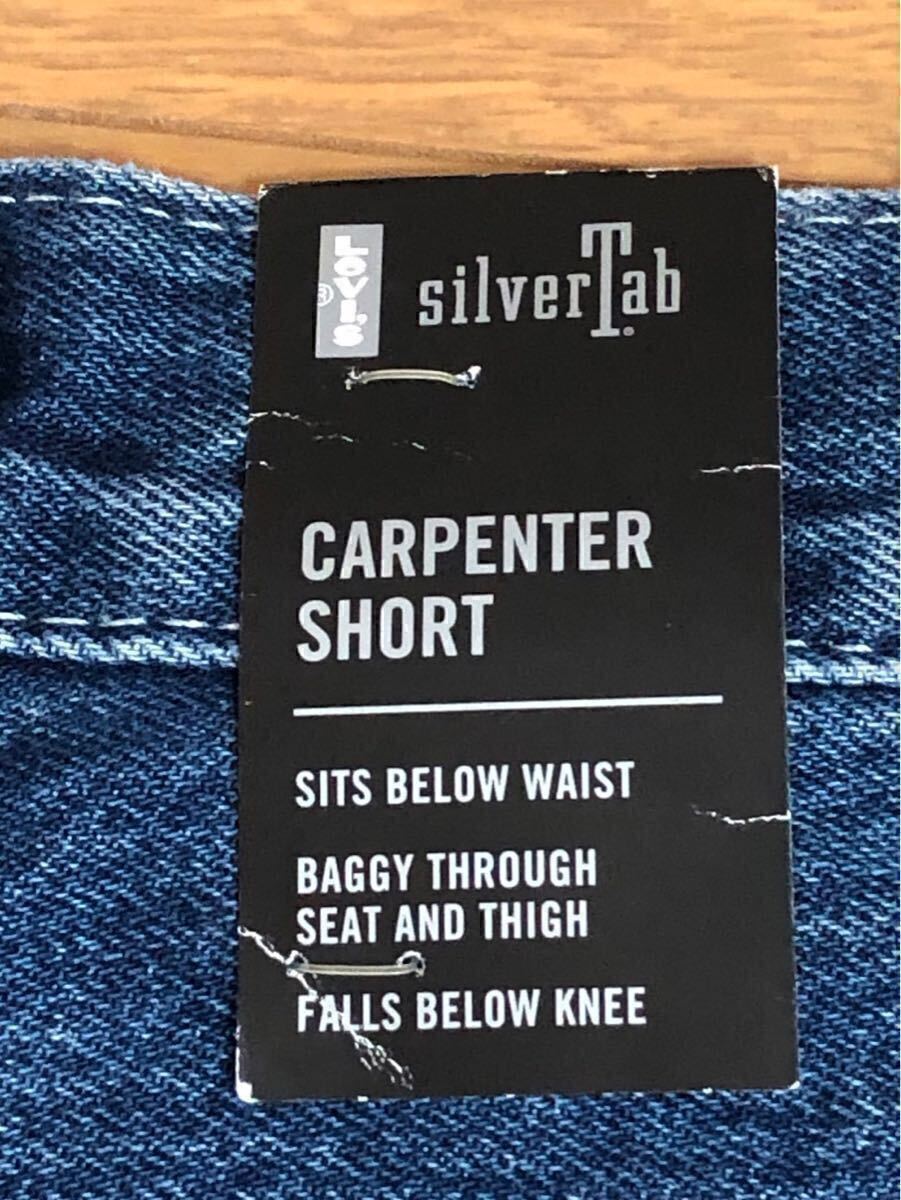 LEVI'S®
silverTab.
CARPENTER
SHORT
SITS BELOW WAIST
BAGGY THROUGH
SEAT AND THIGH
FALLS BELOW KNEE